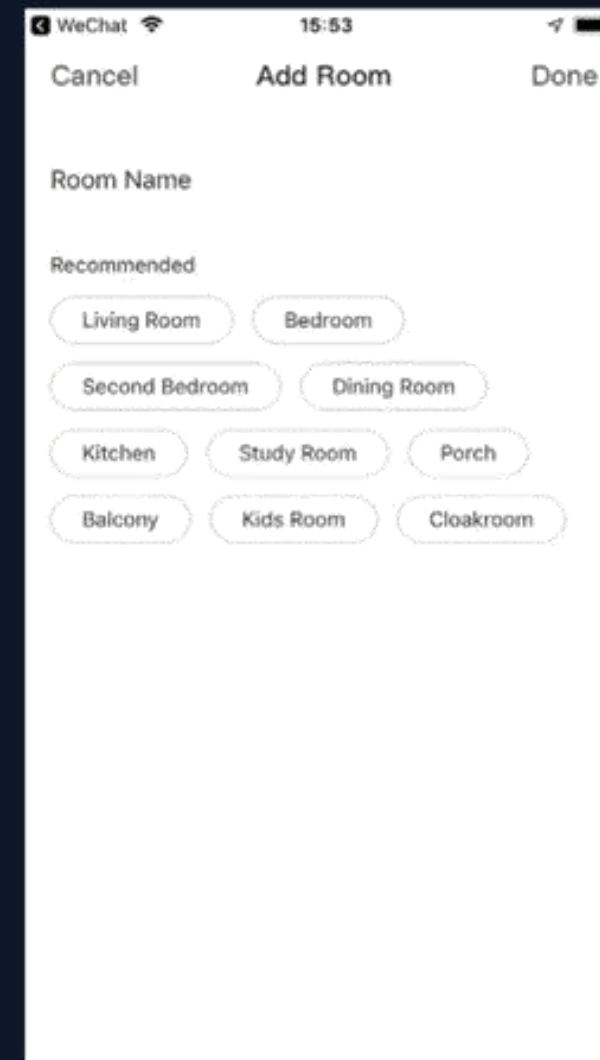 WeChat 15:53
Cancel Add Room Done
Room Name
Recommended
Living Room Bedroom
Second Bedroom Dining Room
Kitchen Study Room Porch
Balcony Kids Room Cloakroom